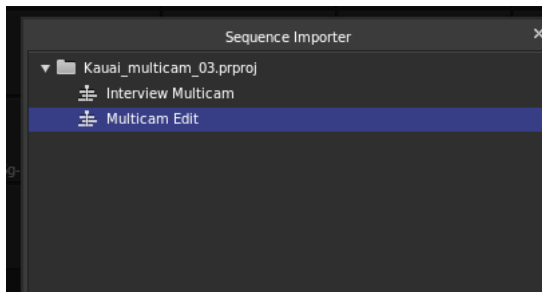 Sequence Importer
Kauai_multicam_03.prproj
Interview Multicam
Multicam Edit